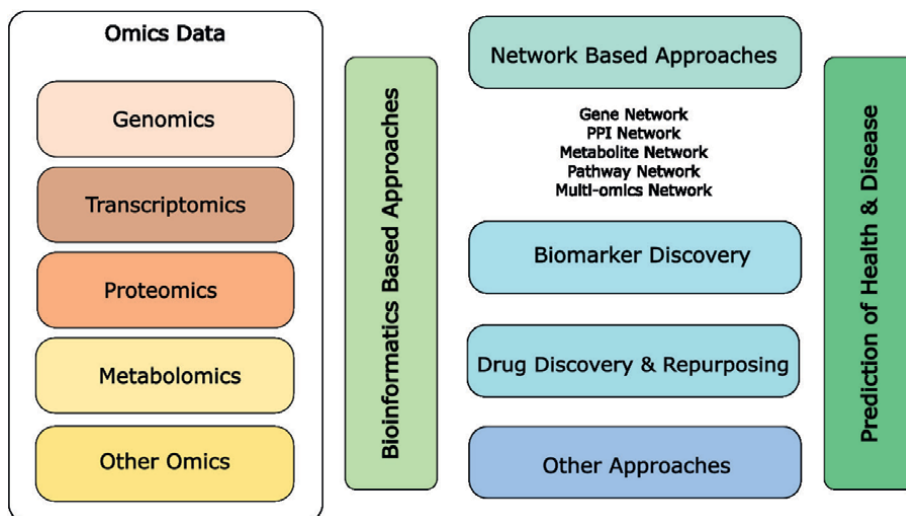 Omics Data
Genomics
Transcriptomics
Proteomics
Metabolomics
Other Omics
Bioinformatics Based Approaches
Network Based Approaches
Gene Network
PPI Network
Metabolite Network
Pathway Network
Multi-omics Network
Biomarker Discovery
Drug Discovery & Repurposing
Other Approaches
Prediction of Health & Disease